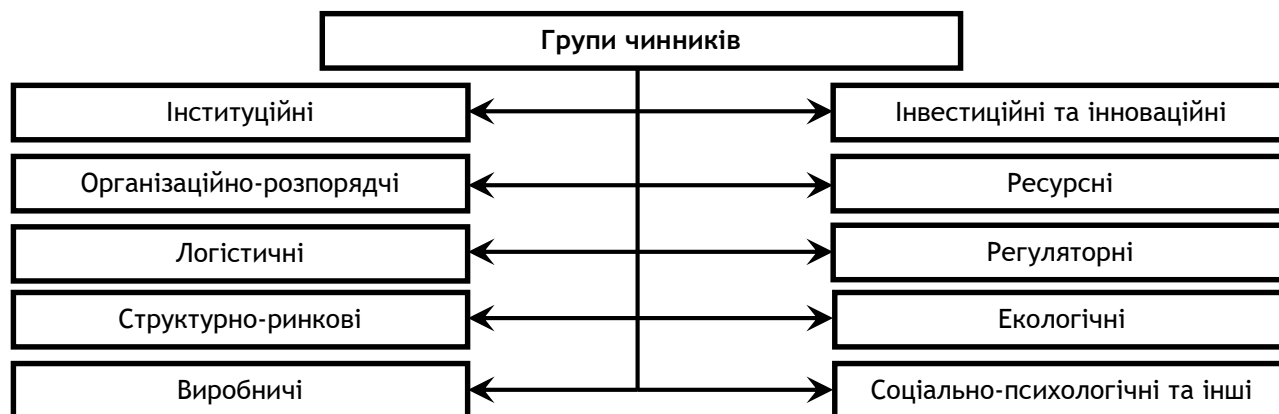 Групи чинників
Інституційні
Інвестиційні та інноваційні
Організаційно-розпорядчі
Ресурсні
Логістичні
Регуляторні
Структурно-ринкові
Екологічні
Виробничі
Соціально-психологічні та інші